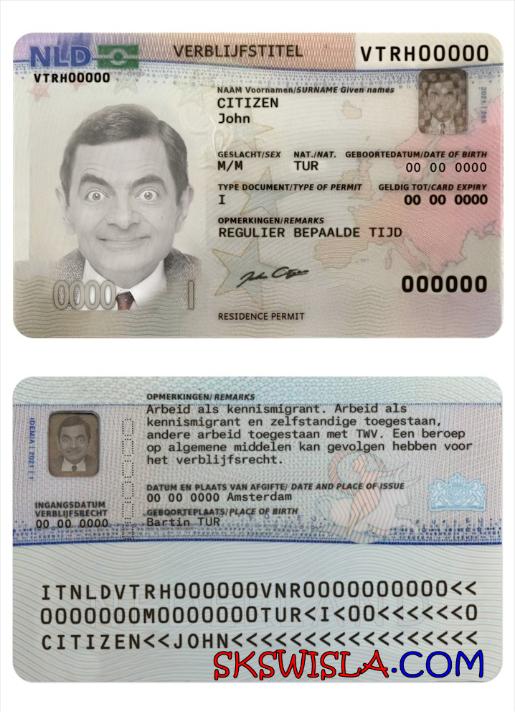 NLD
VERBLIJFSTITEL
VTRH00000
VTRH00000
NAAM Voornamen/SURNAME Given names
CITIZEN
John
GESLACHT/SEX NAT./NAT. GEBOORTEDATUM/DATE OF BIRTH
M/M TUR 00 00 0000
TYPE DOCUMENT/TYPE OF PERMIT GELDIG TOT/CARD EXPIRY
I 00 00 0000
OPMERKINGEN/REMARKS
REGULIER BEPAALDE TIJD
John Citizen
000000
0000
RESIDENCE PERMIT
OPMERKINGEN/REMARKS
Arbeid als kennismigrant. Arbeid als
kennismigrant en zelfstandige toegestaan,
andere arbeid toegestaan met TWV. Een beroep
op algemene middelen kan gevolgen hebben voor
het verblijfsrecht.
DATUM EN PLAATS VAN AFGIFTE/ DATE AND PLACE OF ISSUE
00 00 0000 Amsterdam
INGANGSDATUM
VERBLIJFSRECHT
00 00 0000
GEBOORTEPLAATS/PLACE OF BIRTH
Bartin TUR
ITNLDVTRH000000VNR0000000000<<
0000000M0000000TUR<I<00<<<<<<0
CITIZEN<<JOHN<<<<<<<<<<<<<<<<<
SKSWISLA.COM